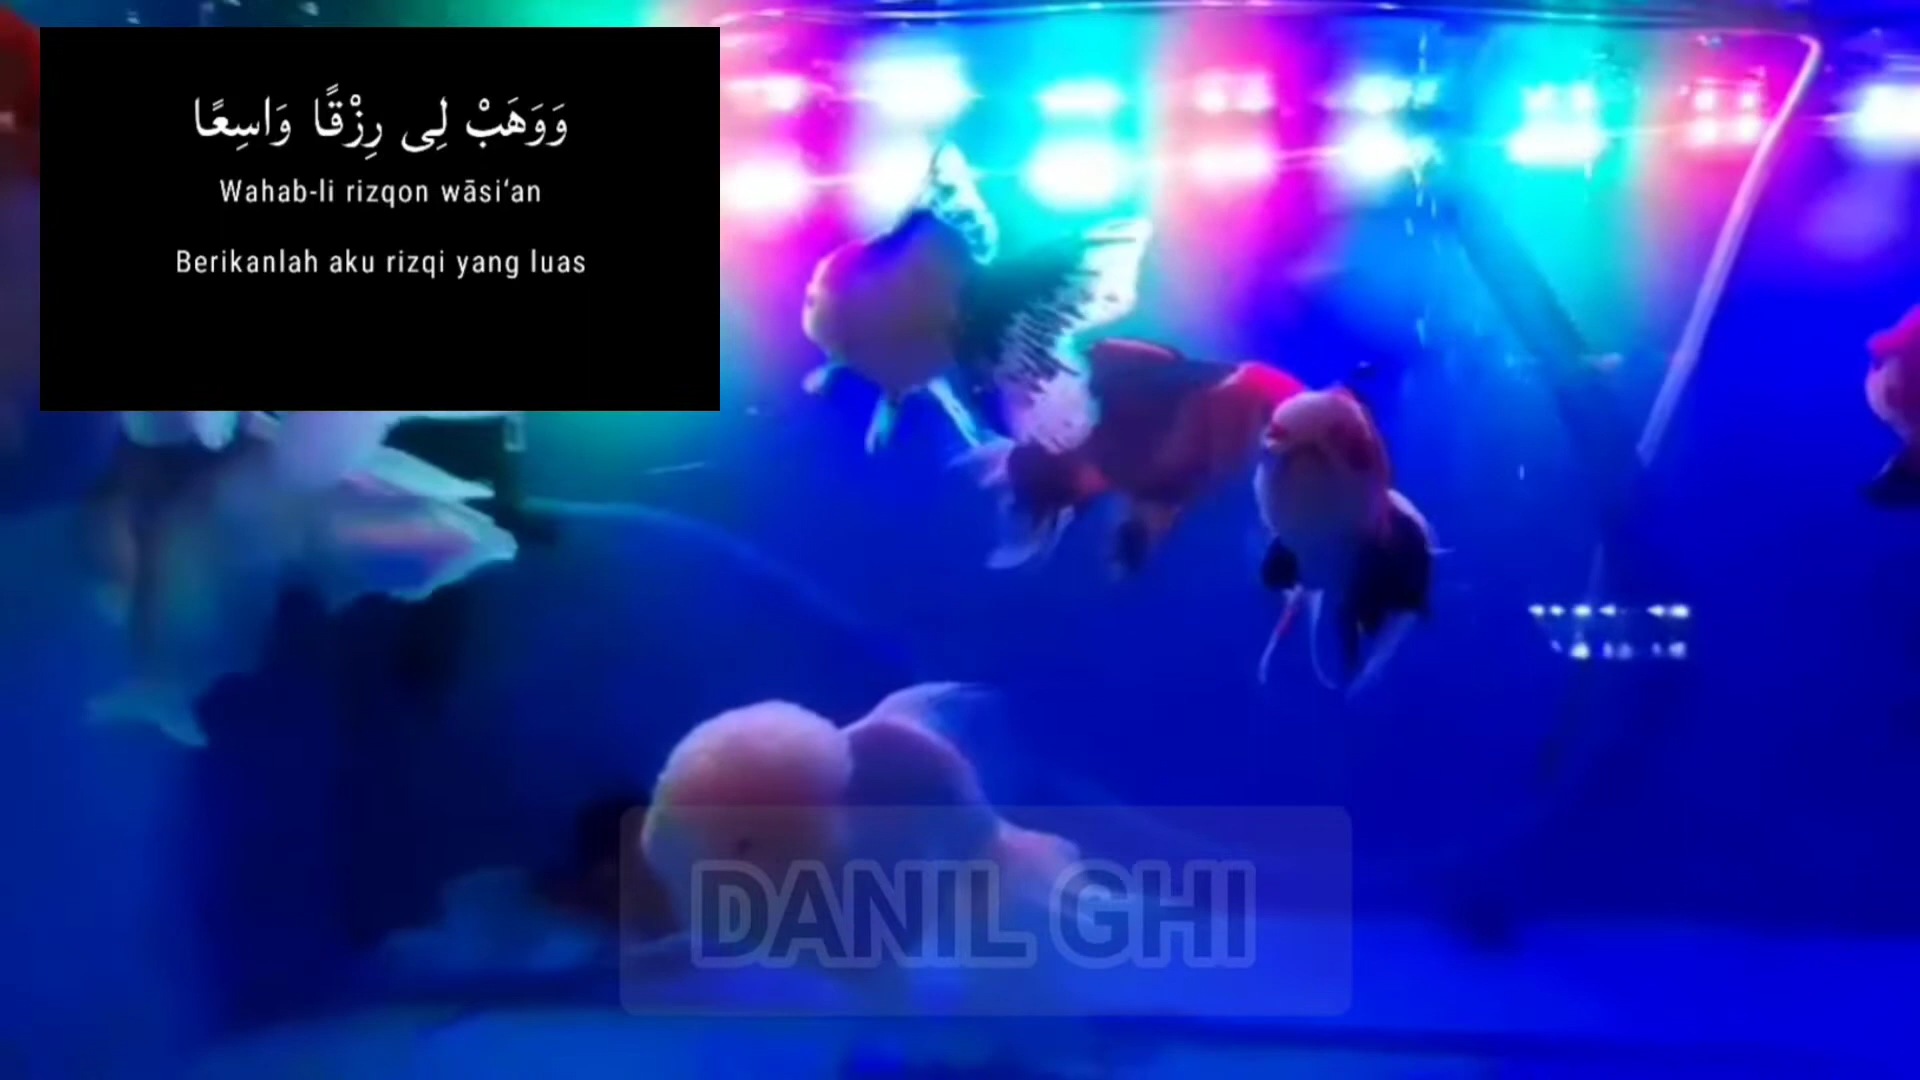 وَوَهَبْ لِى رِزْقًا وَاسِعًا
Wahab-li rizqon wāsi‘an
Berikanlah aku rizqi yang luas
DANIL GHI